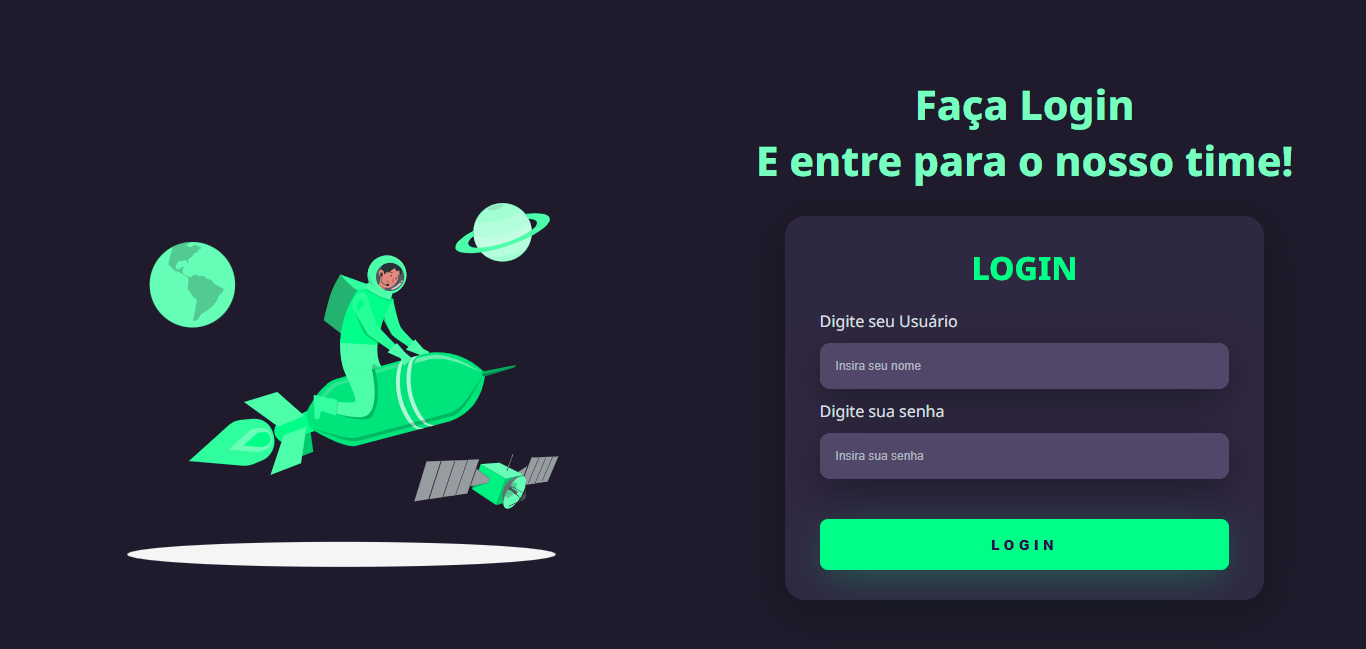 Faça Login
E entre para o nosso time!
LOGIN
Digite seu Usuário
Insira seu nome
Digite sua senha
Insira sua senha
LOGIN